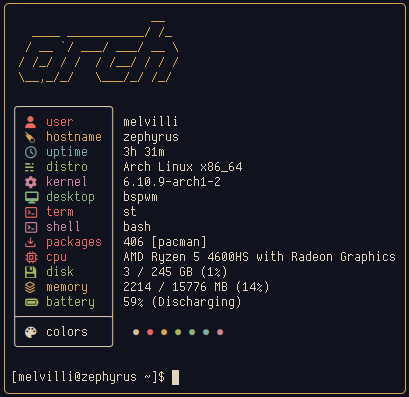 arch
user melvilli
hostname zephyrus
uptime 3h 31m
distro Arch Linux x86_64
kernel 6.10.9-arch1-2
desktop bspwm
term st
shell bash
packages 406 [pacman]
cpu AMD Ryzen 5 4600HS with Radeon Graphics
disk 3 / 245 GB (1%)
memory 2214 / 15776 MB (14%)
battery 59% (Discharging)
colors
[melvilli@zephyrus ~]$